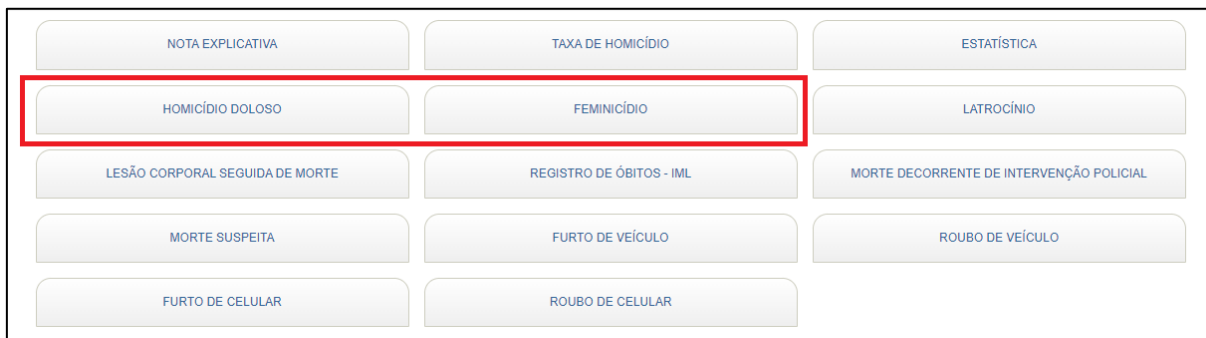 NOTA EXPLICATIVA
TAXA DE HOMICÍDIO
ESTATÍSTICA
HOMICÍDIO DOLOSO
FEMINICÍDIO
LATROCÍNIO
LESÃO CORPORAL SEGUIDA DE MORTE
REGISTRO DE ÓBITOS - IML
MORTE DECORRENTE DE INTERVENÇÃO POLICIAL
MORTE SUSPEITA
FURTO DE VEÍCULO
ROUBO DE VEÍCULO
FURTO DE CELULAR
ROUBO DE CELULAR